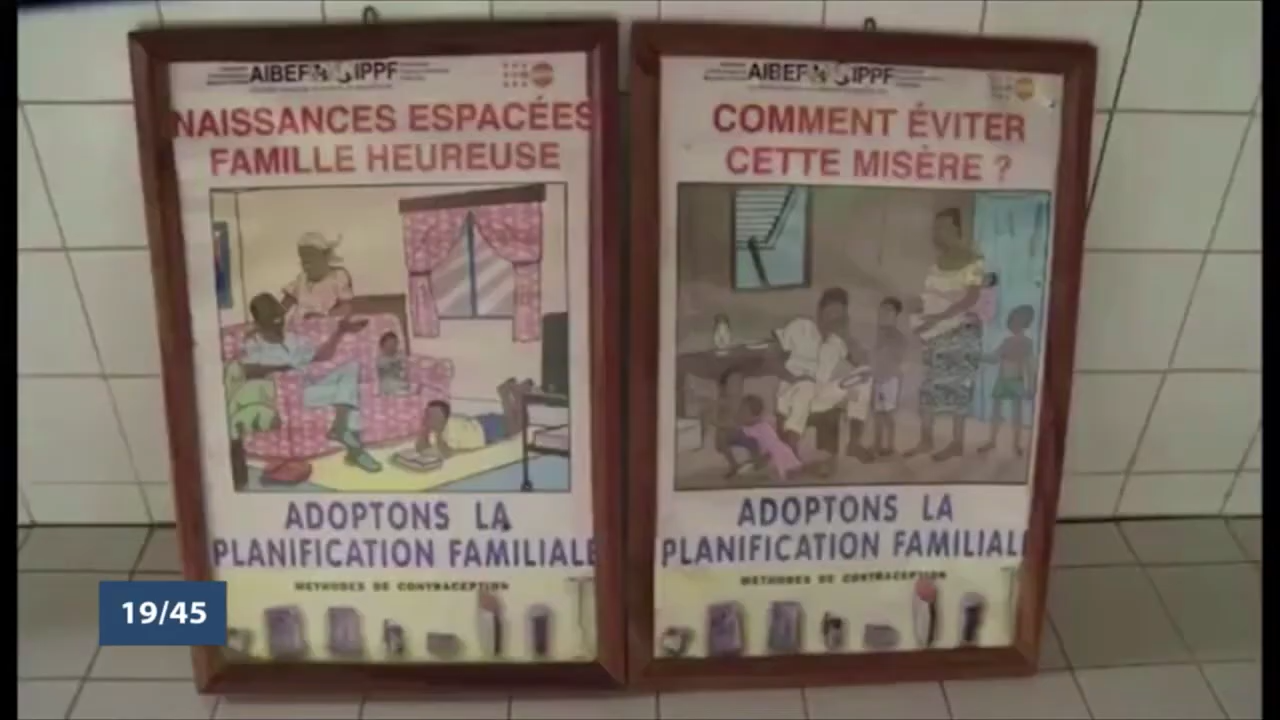 AIBEF IPPF
NAISSANCES ESPACÉES
FAMILLE HEUREUSE
ADOPTONS LA
PLANIFICATION FAMILIALE
METHODES DE CONTRACEPTION
AIBEF IPPF
COMMENT ÉVITER
CETTE MISÈRE ?
ADOPTONS LA
PLANIFICATION FAMILIAL
METHODES DE CONTRACEPTION
19/45